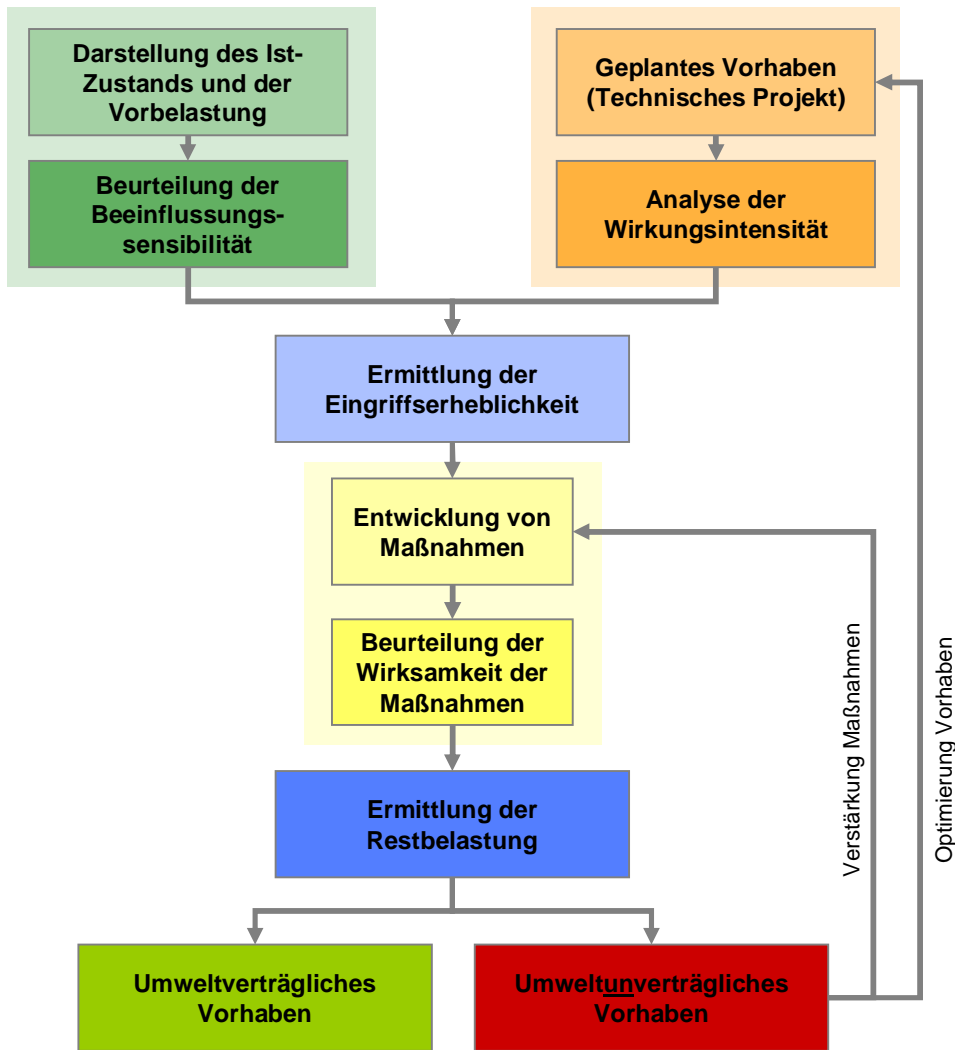 Darstellung des Ist-
Zustands und der
Vorbelastung
Geplantes Vorhaben
(Technisches Projekt)
Beurteilung der
Beeinflussungs-
sensibilität
Analyse der
Wirkungsintensität
Ermittlung der
Eingriffserheblichkeit
Entwicklung von
Maßnahmen
Beurteilung der
Wirksamkeit der
Maßnahmen
Verstärkung Maßnahmen
Optimierung Vorhaben
Ermittlung der
Restbelastung
Umweltverträgliches
Vorhaben
Umweltunverträgliches
Vorhaben